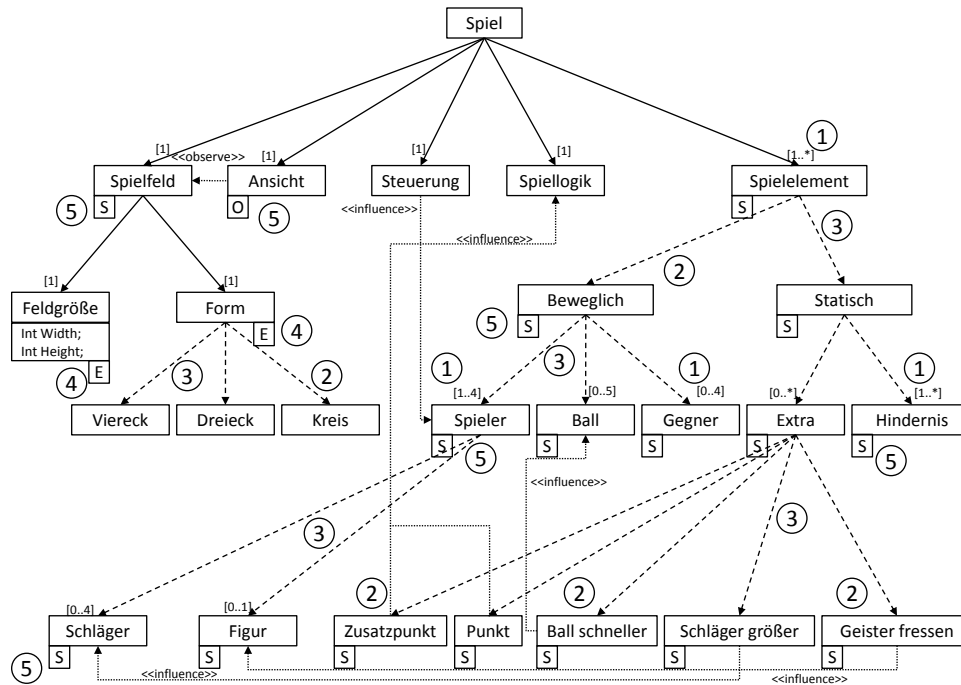 Spiel
[1]
<<observe>>
[1]
[1]
[1]
1
[1..*]
Spielfeld
Ansicht
Steuerung
Spiellogik
Spielelement
5
S
O
5
S
<<influence>>
3
<<influence>>
2
[1]
[1]
Feldgröße
Form
Beweglich
Statisch
Int Width;
Int Height;
E
4
5
S
S
4
E
3
2
1
3
1
1
[1..4]
[0..5]
[0..4]
[0..*]
[1..*]
Viereck
Dreieck
Kreis
Spieler
Ball
Gegner
Extra
Hindernis
S
5
S
S
S
S
5
<<influence>>
3
3
2
2
2
[0..4]
[0..1]
Schläger
Figur
Zusatzpunkt
Punkt
Ball schneller
Schläger größer
Geister fressen
5
S
S
S
S
S
S
S
<<influence>>
<<influence>>